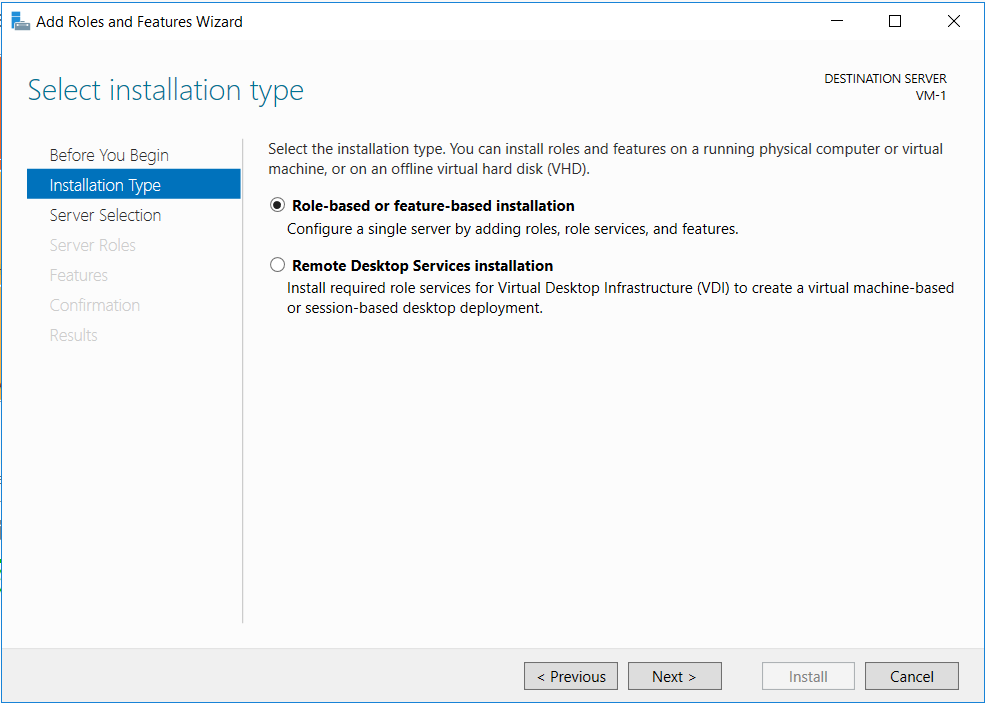 Add Roles and Features Wizard
Select installation type
DESTINATION SERVER
VM-1
Before You Begin
Installation Type
Server Selection
Server Roles
Features
Confirmation
Results
Select the installation type. You can install roles and features on a running physical computer or virtual
machine, or on an offline virtual hard disk (VHD).
Role-based or feature-based installation
Configure a single server by adding roles, role services, and features.
Remote Desktop Services installation
Install required role services for Virtual Desktop Infrastructure (VDI) to create a virtual machine-based
or session-based desktop deployment.
< Previous
Next >
Install
Cancel